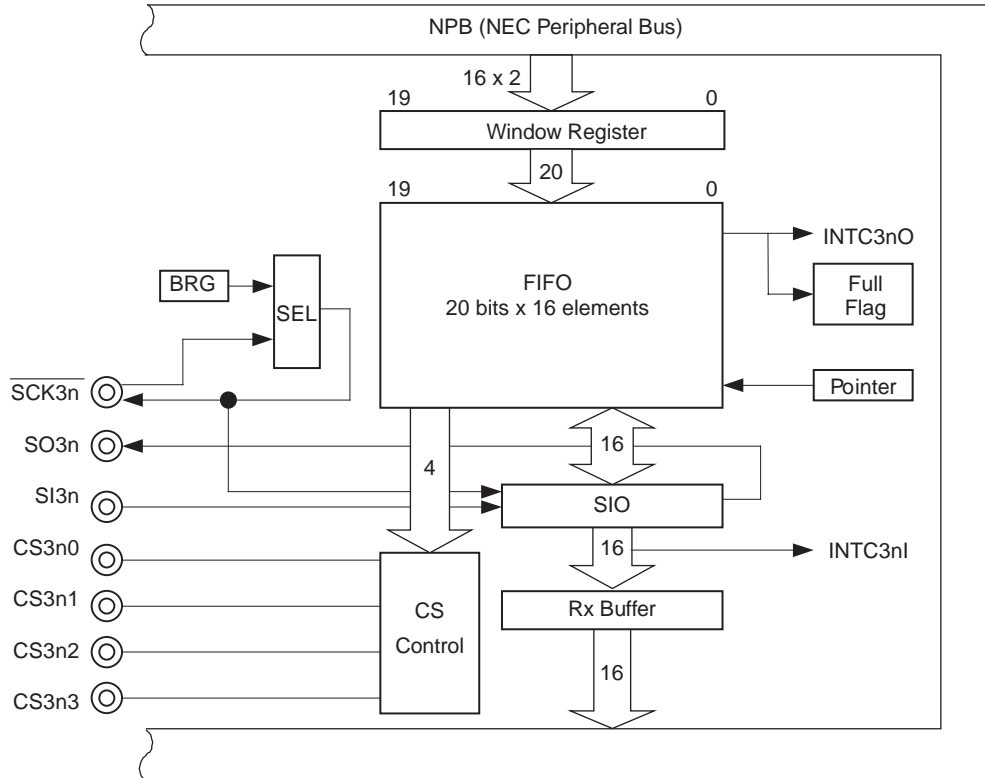 NPB (NEC Peripheral Bus)
16 x 2
19
0
Window Register
20
19
0
INTC3nO
FIFO
20 bits x 16 elements
Full
Flag
BRG
SEL
SCK3n
Pointer
SO3n
16
4
SI3n
SIO
CS3n0
16
INTC3nI
CS3n1
CS
Control
Rx Buffer
CS3n2
16
CS3n3